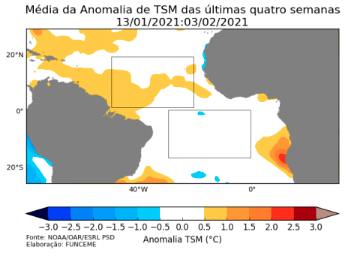 Média da Anomalia de TSM das últimas quatro semanas
13/01/2021:03/02/2021
20°N
0°
20°S
40°W
0°
−3.0 −2.5 −2.0 −1.5 −1.0 −0.5 0.0 0.5 1.0 1.5 2.0 2.5 3.0
Anomalia TSM (°C)
Fonte: NOAA/OAR/ESRL PSD
Elaboração: FUNCEME